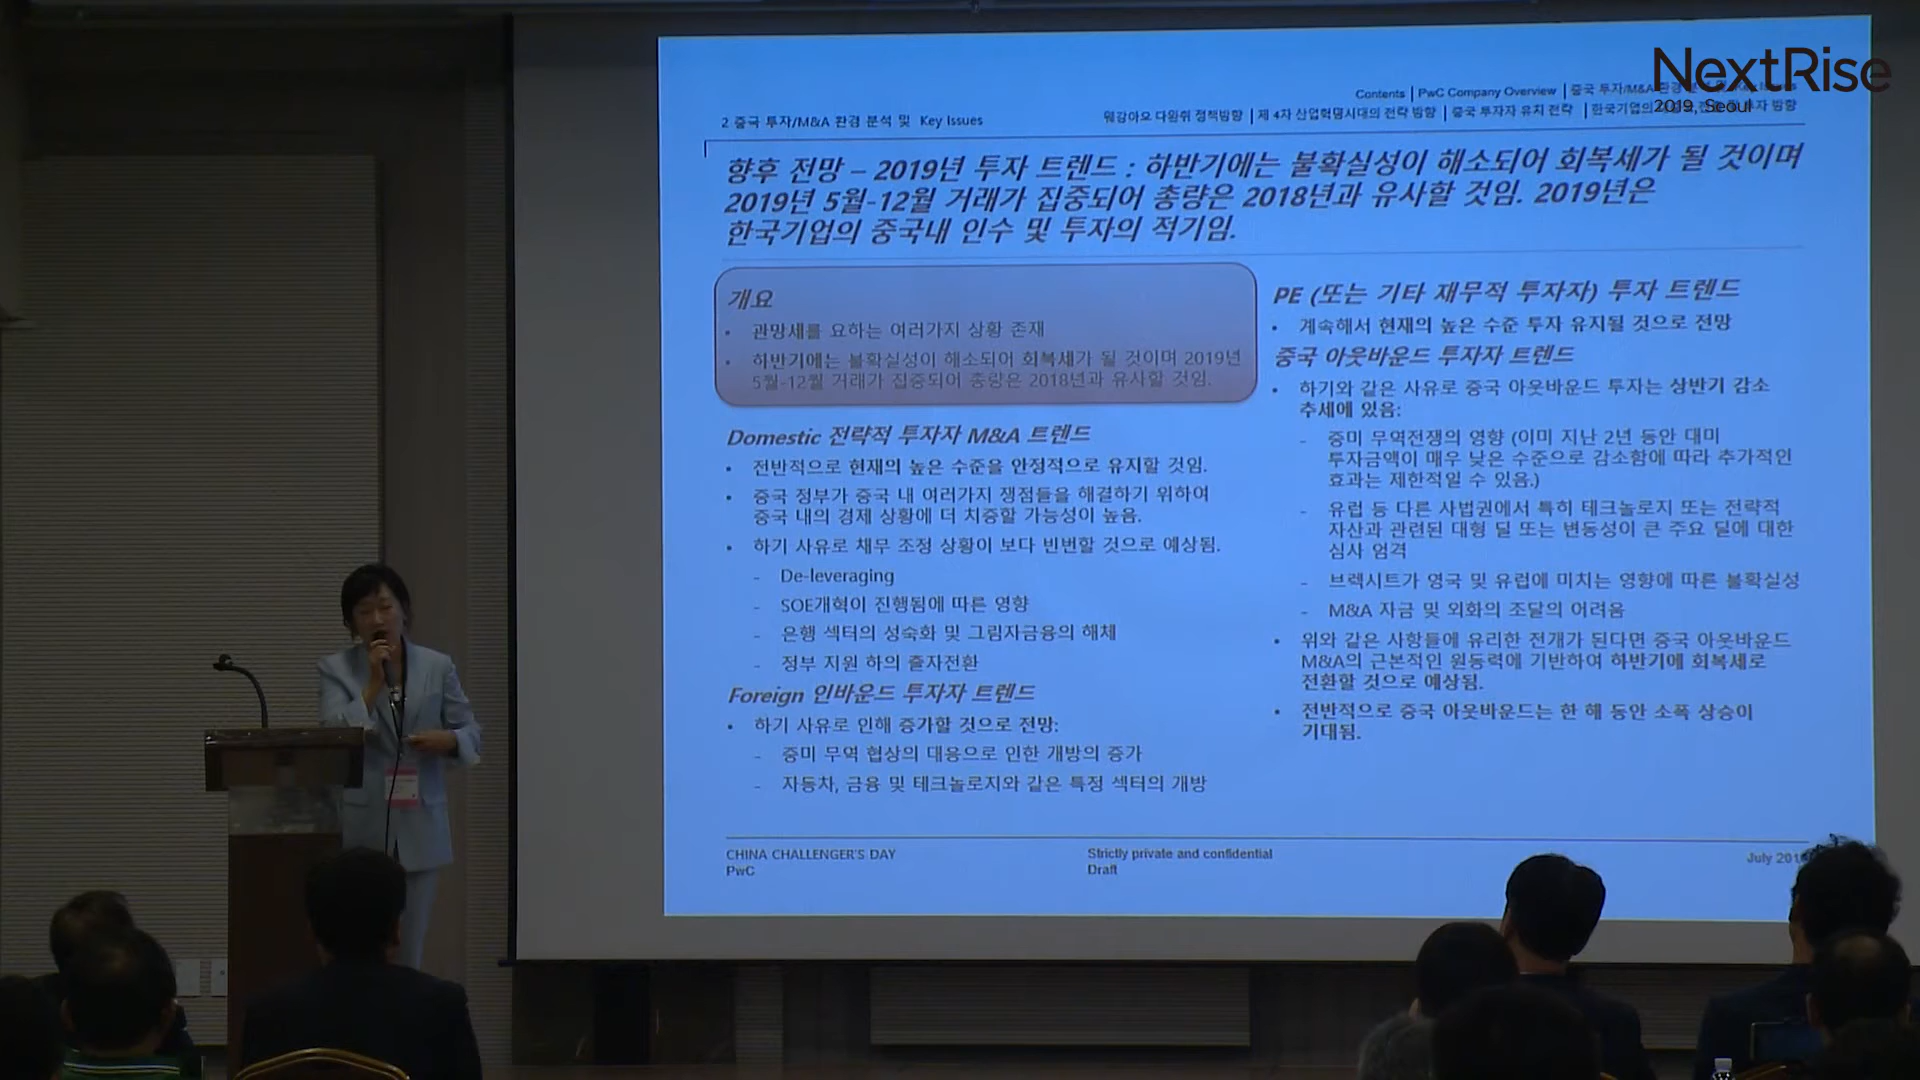 NextRise
2019, Seoul
Contents | PwC Company Overview | 중국 투자/M&A 환경
2 중국 투자/M&A 환경 분석 및 Key Issues
웨강아오 다완취 정책방향 | 제 4차 산업혁명시대의 전략 방향 | 중국 투자자 유치 전략 | 한국기업의
향후 전망 – 2019년 투자 트렌드 : 하반기에는 불확실성이 해소되어 회복세가 될 것이며
2019년 5월-12월 거래가 집중되어 총량은 2018년과 유사할 것임. 2019년은
한국기업의 중국내 인수 및 투자의 적기임.
개요
• 관망세를 요하는 여러가지 상황 존재
• 하반기에는 불확실성이 해소되어 회복세가 될 것이며 2019년
5월-12월 거래가 집중되어 총량은 2018년과 유사할 것임.
Domestic 전략적 투자자 M&A 트렌드
• 전반적으로 현재의 높은 수준을 안정적으로 유지할 것임.
• 중국 정부가 중국 내 여러가지 쟁점들을 해결하기 위하여
중국 내의 경제 상황에 더 치중할 가능성이 높음.
• 하기 사유로 채무 조정 상황이 보다 빈번할 것으로 예상됨.
- De-leveraging
- SOE개혁이 진행됨에 따른 영향
- 은행 섹터의 성숙화 및 그림자금융의 해체
- 정부 지원 하의 출자전환
Foreign 인바운드 투자자 트렌드
• 하기 사유로 인해 증가할 것으로 전망:
- 중미 무역 협상의 대응으로 인한 개방의 증가
- 자동차, 금융 및 테크놀로지와 같은 특정 섹터의 개방
PE (또는 기타 재무적 투자자) 투자 트렌드
• 계속해서 현재의 높은 수준 투자 유지될 것으로 전망
중국 아웃바운드 투자자 트렌드
• 하기와 같은 사유로 중국 아웃바운드 투자는 상반기 감소
추세에 있음:
- 중미 무역전쟁의 영향 (이미 지난 2년 동안 대미
투자금액이 매우 낮은 수준으로 감소함에 따라 추가적인
효과는 제한적일 수 있음.)
- 유럽 등 다른 사법권에서 특히 테크놀로지 또는 전략적
자산과 관련된 대형 딜 또는 변동성이 큰 주요 딜에 대한
심사 엄격
- 브렉시트가 영국 및 유럽에 미치는 영향에 따른 불확실성
- M&A 자금 및 외화의 조달의 어려움
• 위와 같은 사항들에 유리한 전개가 된다면 중국 아웃바운드
M&A의 근본적인 원동력에 기반하여 하반기에 회복세로
전환할 것으로 예상됨.
• 전반적으로 중국 아웃바운드는 한 해 동안 소폭 상승이
기대됨.
CHINA CHALLENGER'S DAY
PwC
Strictly private and confidential
Draft
July